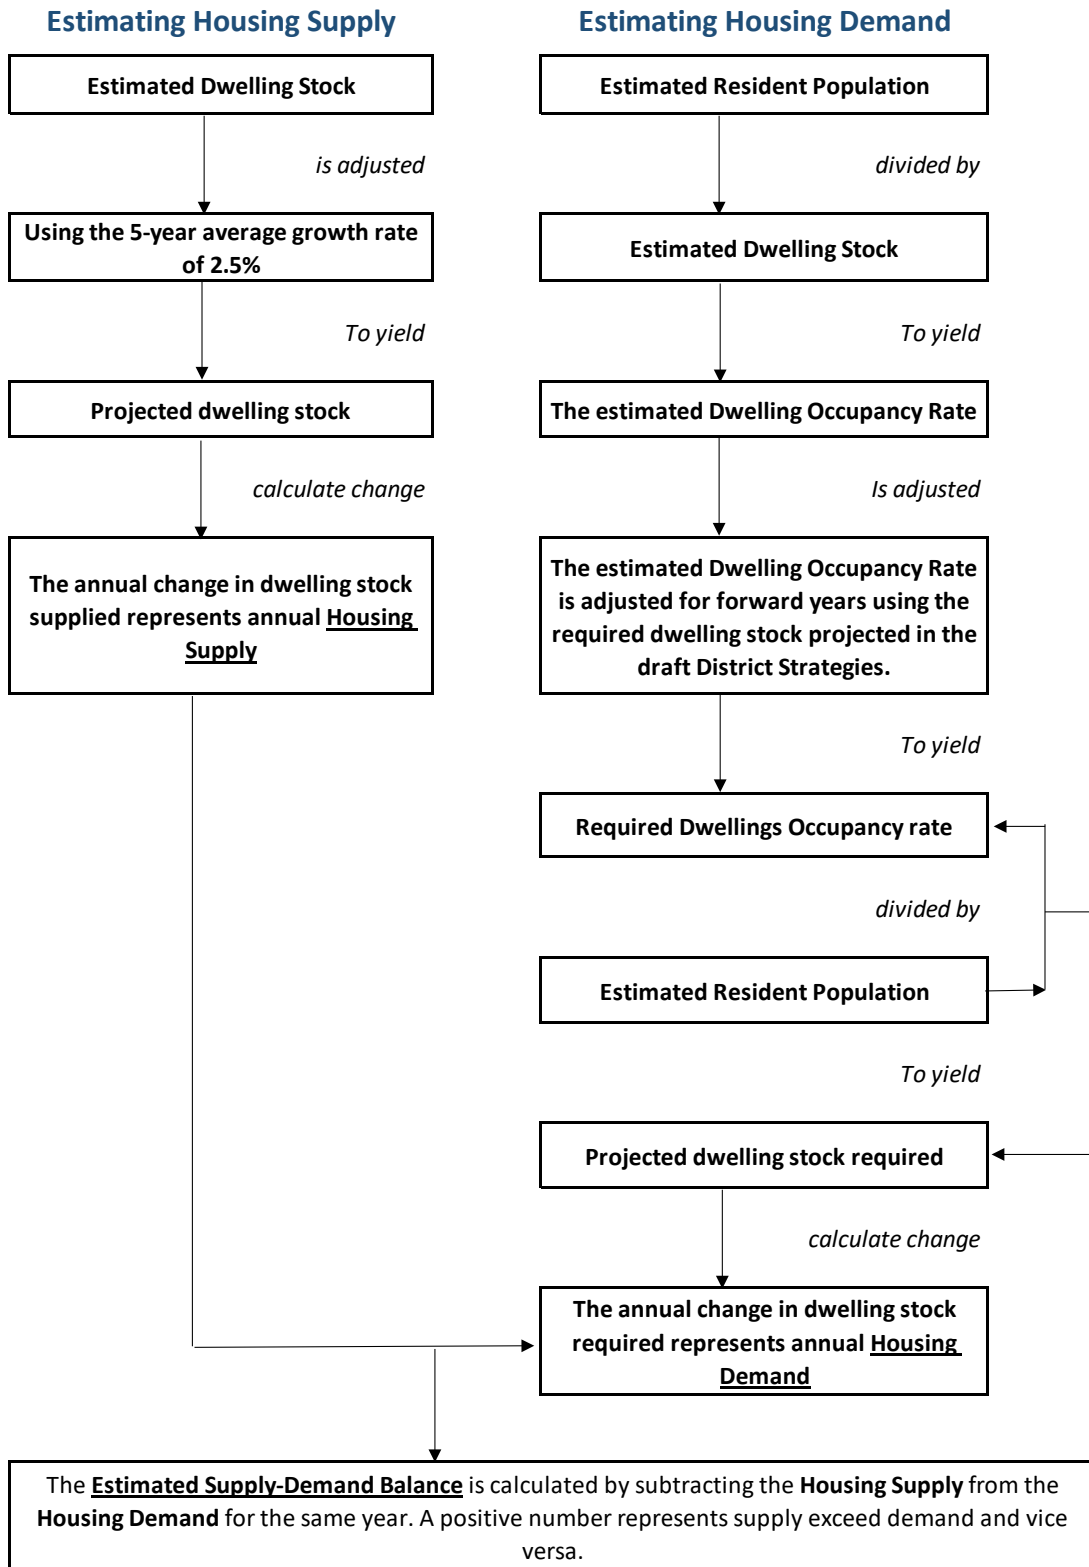 Estimating Housing Supply
Estimated Dwelling Stock
is adjusted
Using the 5-year average growth rate
of 2.5%
To yield
Projected dwelling stock
calculate change
The annual change in dwelling stock
supplied represents annual Housing
Supply
Estimating Housing Demand
Estimated Resident Population
divided by
Estimated Dwelling Stock
To yield
The estimated Dwelling Occupancy Rate
Is adjusted
The estimated Dwelling Occupancy Rate
is adjusted for forward years using the
required dwelling stock projected in the
draft District Strategies.
To yield
Required Dwellings Occupancy rate
divided by
Estimated Resident Population
To yield
Projected dwelling stock required
calculate change
The annual change in dwelling stock
required represents annual Housing
Demand
The Estimated Supply-Demand Balance is calculated by subtracting the Housing Supply from the
Housing Demand for the same year. A positive number represents supply exceed demand and vice
versa.